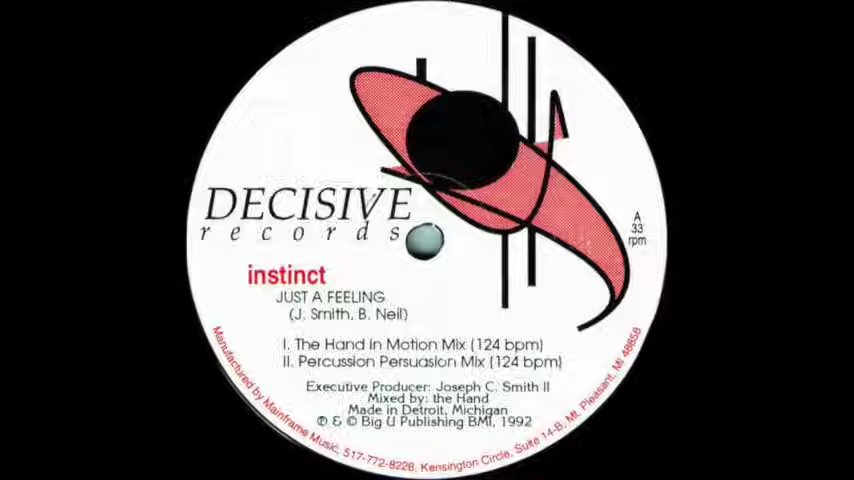 DECISIVE
records
A
33
rpm
instinct
JUST A FEELING
(J. Smith, B. Neil)
I. The Hand in Motion Mix (124 bpm)
II. Percussion Persuasion Mix (124 bpm)
Executive Producer: Joseph C. Smith II
Mixed by: the Hand
Made in Detroit, Michigan
℗ & © Big U Publishing BMI, 1992
Manufactured by Mainframe Music, 517-772-8228, Kensington Circle, Suite 14-B, Mt. Pleasant, MI 48858